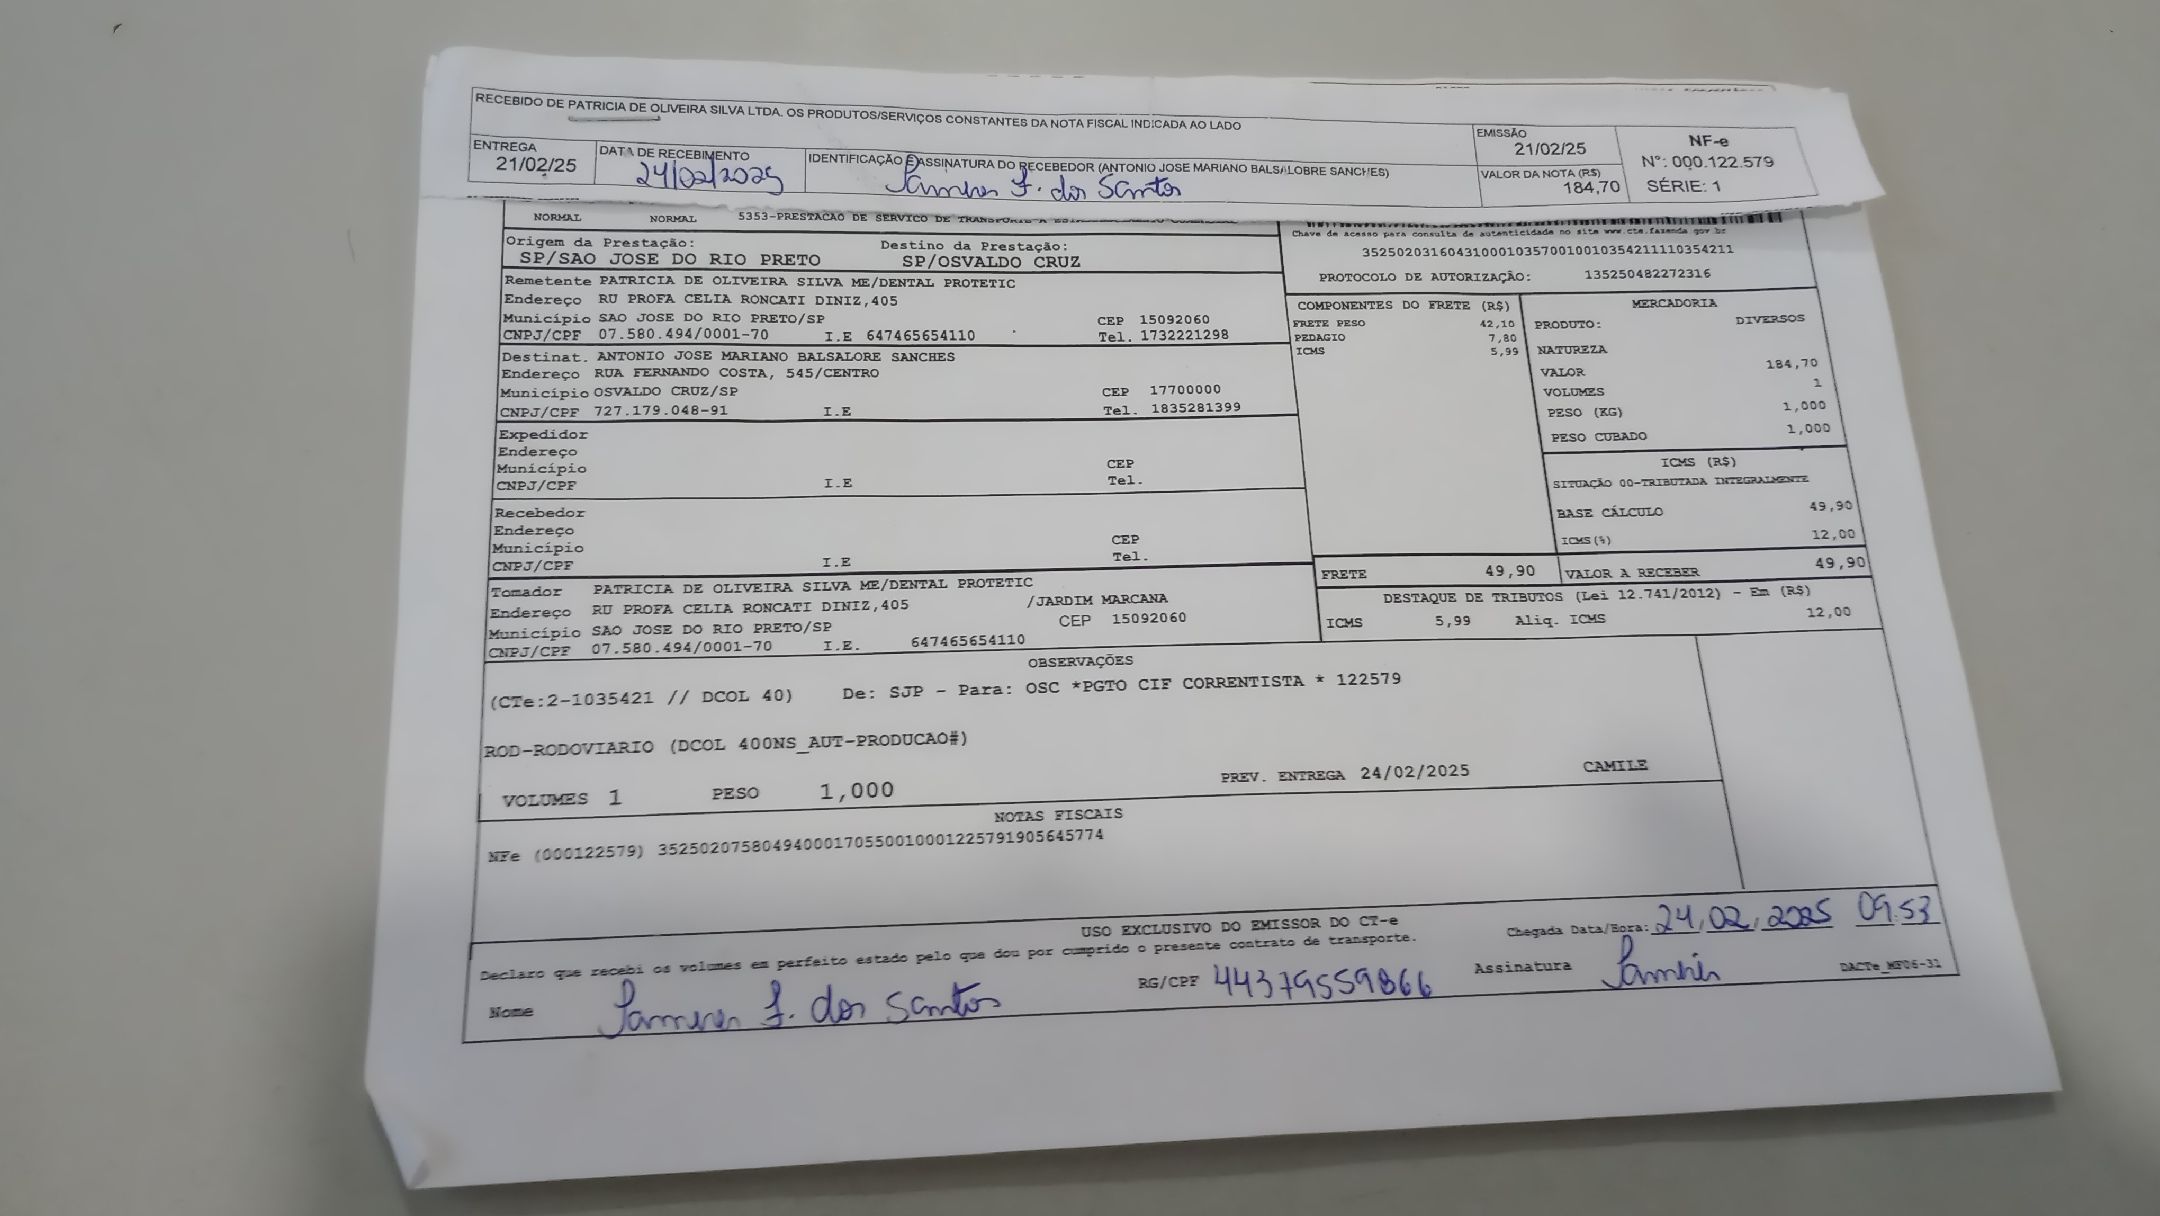 RECEBIDO DE PATRICIA DE OLIVEIRA SILVA LTDA. OS PRODUTOS/SERVIÇOS CONSTANTES DA NOTA FISCAL INDICADA AO LADO
ENTREGA
21/02/25
DATA DE RECEBIMENTO
24/02/2025
IDENTIFICAÇÃO E ASSINATURA DO RECEBEDOR (ANTONIO JOSE MARIANO BALSALOBRE SANCHES)
F. dos Santos
EMISSÃO
21/02/25
VALOR DA NOTA (R$)
184,70
NF-e
Nº: 000.122.579
SÉRIE: 1
NORMAL NORMAL 5353-PRESTACAO DE SERVICO DE TRANSPORTE A
Chave de acesso para consulta de autenticidade no site www.cte.fazenda gov br
35250203160431000103570010010354211110354211
PROTOCOLO DE AUTORIZAÇÃO: 135250482272316
Origem da Prestação: Destino da Prestação:
SP/SAO JOSE DO RIO PRETO SP/OSVALDO CRUZ
Remetente PATRICIA DE OLIVEIRA SILVA ME/DENTAL PROTETIC
Endereço RU PROFA CELIA RONCATI DINIZ,405
Município SAO JOSE DO RIO PRETO/SP CEP 15092060
CNPJ/CPF 07.580.494/0001-70 I.E 647465654110 Tel. 1732221298
Destinat. ANTONIO JOSE MARIANO BALSALORE SANCHES
Endereço RUA FERNANDO COSTA, 545/CENTRO
Município OSVALDO CRUZ/SP CEP 17700000
CNPJ/CPF 727.179.048-91 I.E Tel. 1835281399
Expedidor
Endereço
Município CEP
CNPJ/CPF I.E Tel.
Recebedor
Endereço
Município CEP
CNPJ/CPF I.E Tel.
Tomador PATRICIA DE OLIVEIRA SILVA ME/DENTAL PROTETIC
Endereço RU PROFA CELIA RONCATI DINIZ,405 /JARDIM MARCANA
Município SAO JOSE DO RIO PRETO/SP CEP 15092060
CNPJ/CPF 07.580.494/0001-70 I.E. 647465654110
COMPONENTES DO FRETE (R$)
FRETE PESO 42,10
PEDAGIO 7,80
ICMS 5,99
MERCADORIA
PRODUTO: DIVERSOS
NATUREZA
VALOR 184,70
VOLUMES 1
PESO (KG) 1,000
PESO CUBADO 1,000
ICMS (R$)
SITUAÇÃO 00-TRIBUTADA INTEGRALMENTE
BASE CÁLCULO 49,90
ICMS(%) 12,00
FRETE 49,90 VALOR A RECEBER 49,90
DESTAQUE DE TRIBUTOS (Lei 12.741/2012) - Em (R$)
ICMS 5,99 Aliq. ICMS 12,00
OBSERVAÇÕES
(CTe:2-1035421 // DCOL 40) De: SJP - Para: OSC *PGTO CIF CORRENTISTA * 122579
ROD-RODOVIARIO (DCOL 400NS_AUT-PRODUCAO#)
VOLUMES 1 PESO 1,000 PREV. ENTREGA 24/02/2025 CAMILE
NOTAS FISCAIS
NFe (000122579) 35250207580494000170550010001225791905645774
USO EXCLUSIVO DO EMISSOR DO CT-e
Declaro que recebi os volumes em perfeito estado pelo que dou por cumprido o presente contrato de transporte.
Chegada Data/Hora: 24,02,2025 09:53
Nome F. dos Santos RG/CPF 44379559866 Assinatura
DACTe_MF06-31